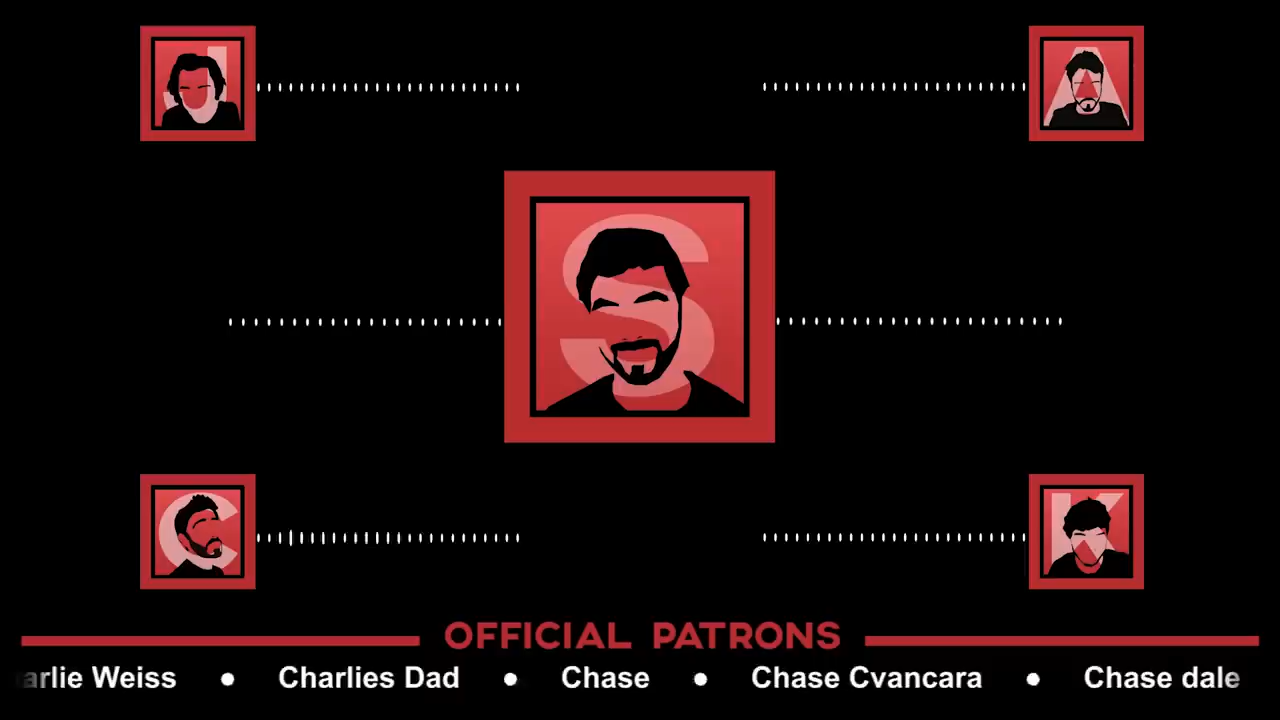 J
A
S
C
K
OFFICIAL PATRONS
arlie Weiss • Charlies Dad • Chase • Chase Cvancara • Chase dale